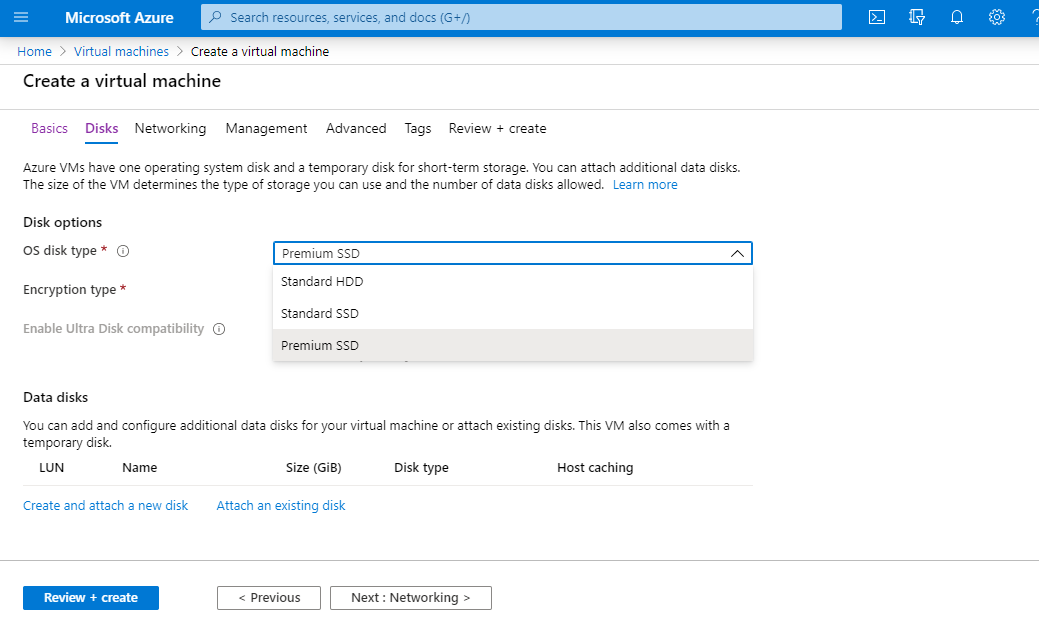 Microsoft Azure
Search resources, services, and docs (G+/)
Home > Virtual machines > Create a virtual machine
Create a virtual machine
Basics Disks Networking Management Advanced Tags Review + create
Azure VMs have one operating system disk and a temporary disk for short-term storage. You can attach additional data disks.
The size of the VM determines the type of storage you can use and the number of data disks allowed. Learn more
Disk options
OS disk type *
Premium SSD
Standard HDD
Standard SSD
Premium SSD
Encryption type *
Enable Ultra Disk compatibility
Data disks
You can add and configure additional data disks for your virtual machine or attach existing disks. This VM also comes with a
temporary disk.
LUN Name Size (GiB) Disk type Host caching
Create and attach a new disk Attach an existing disk
Review + create < Previous Next : Networking >